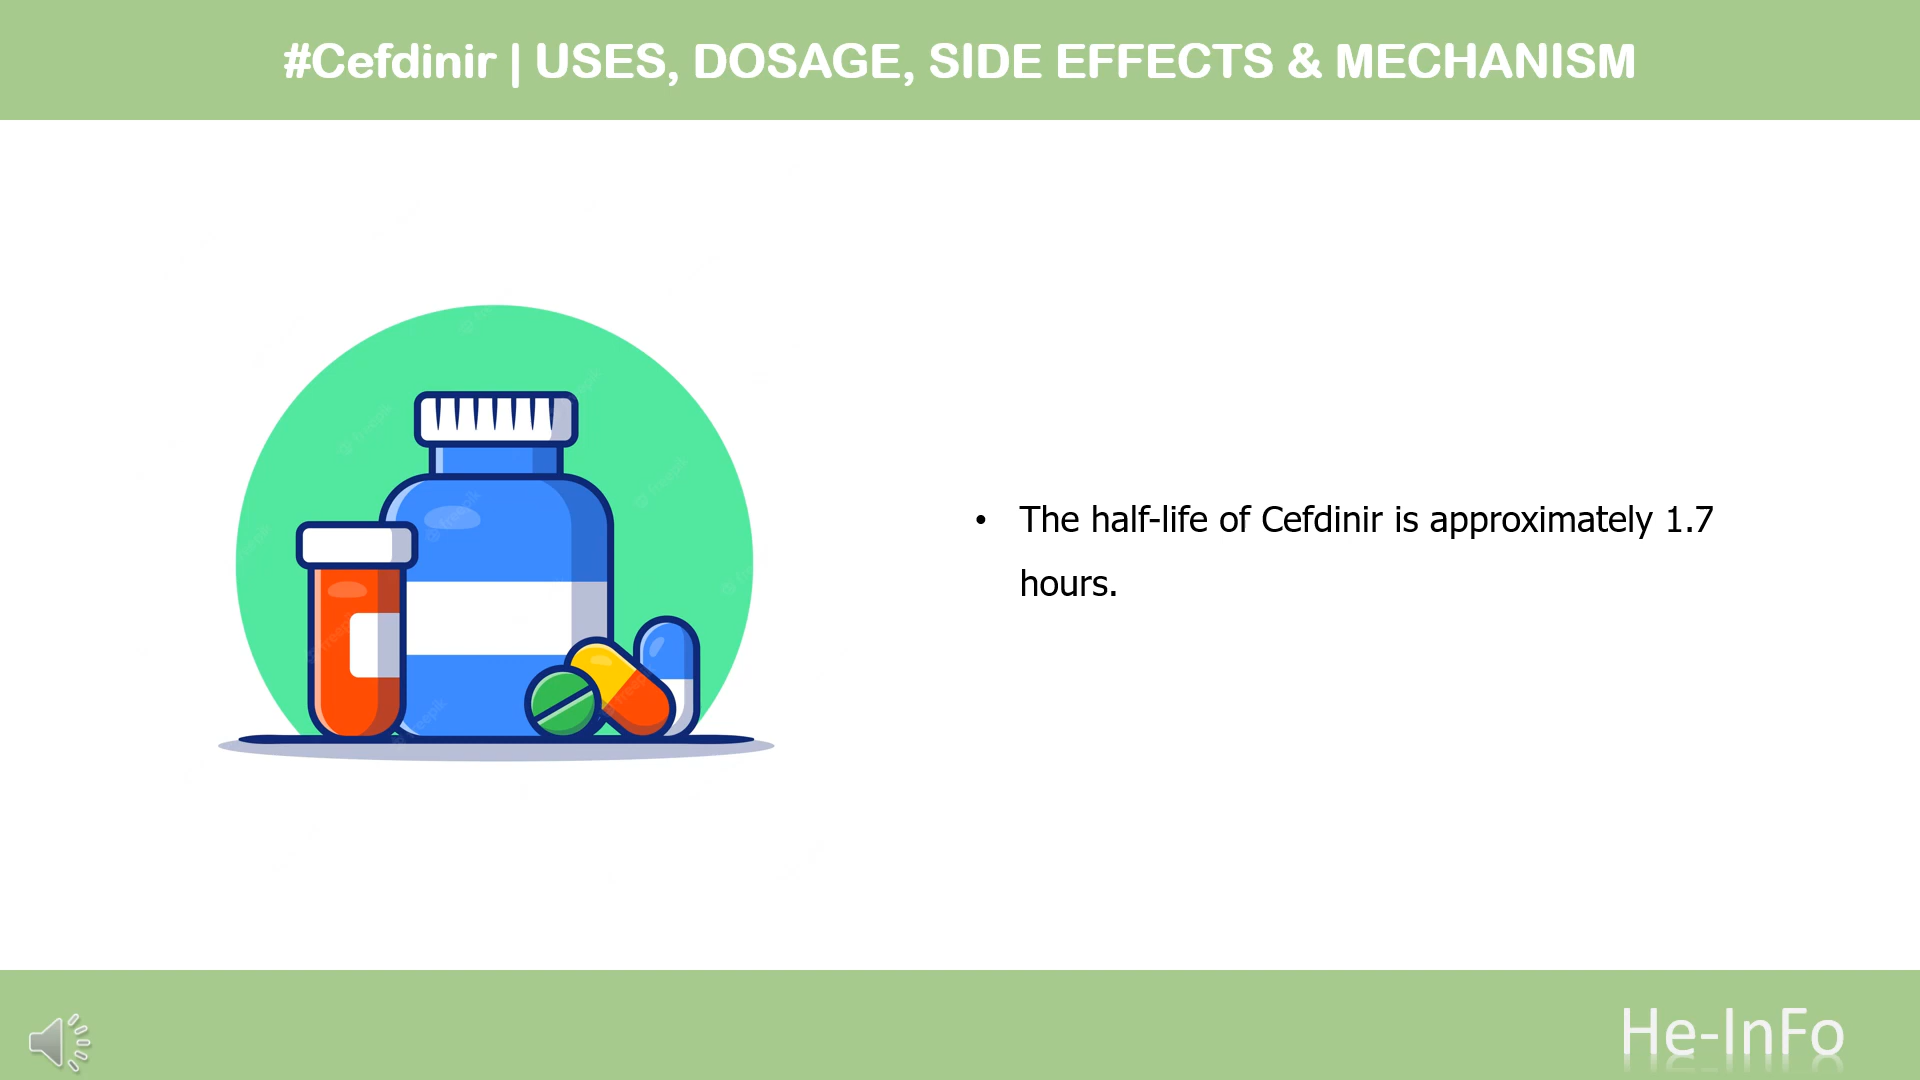 #Cefdinir | USES, DOSAGE, SIDE EFFECTS & MECHANISM
• The half-life of Cefdinir is approximately 1.7
hours.
He-InFo